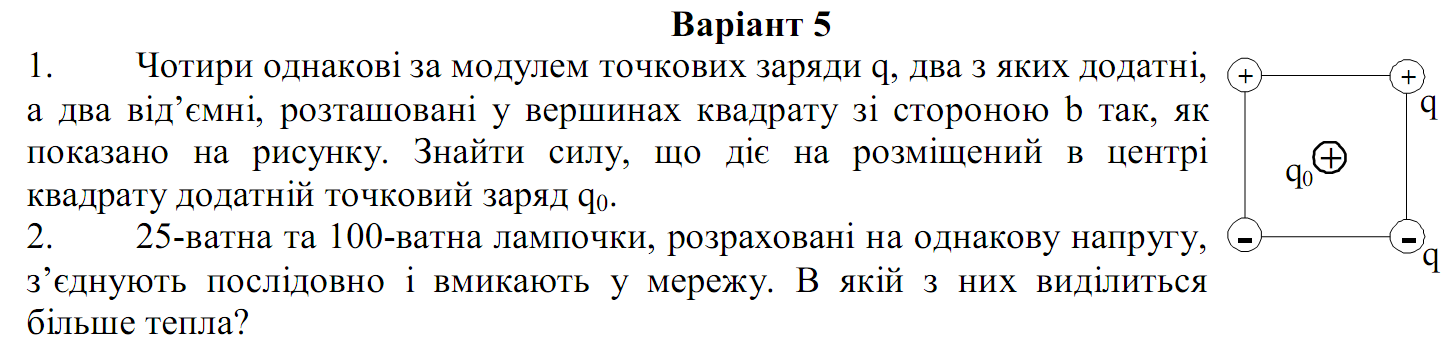 Варіант 5
1. Чотири однакові за модулем точкових заряди q, два з яких додатні,
а два від’ємні, розташовані у вершинах квадрату зі стороною b так, як
показано на рисунку. Знайти силу, що діє на розміщений в центрі
квадрату додатній точковий заряд q₀.
2. 25-ватна та 100-ватна лампочки, розраховані на однакову напругу,
з’єднують послідовно і вмикають у мережу. В якій з них виділиться
більше тепла?
+ +
q
+
q₀
- -
q